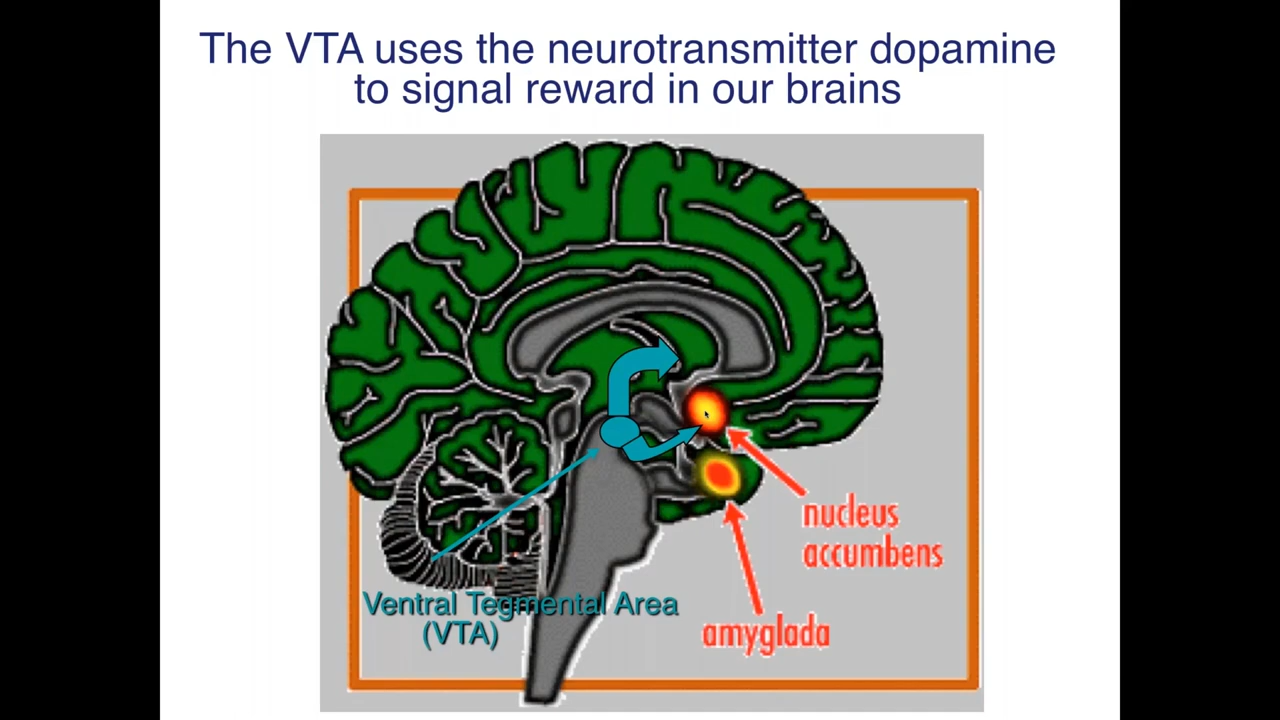 The VTA uses the neurotransmitter dopamine
to signal reward in our brains
nucleus
accumbens
Ventral Tegmental Area
(VTA)
amyglada